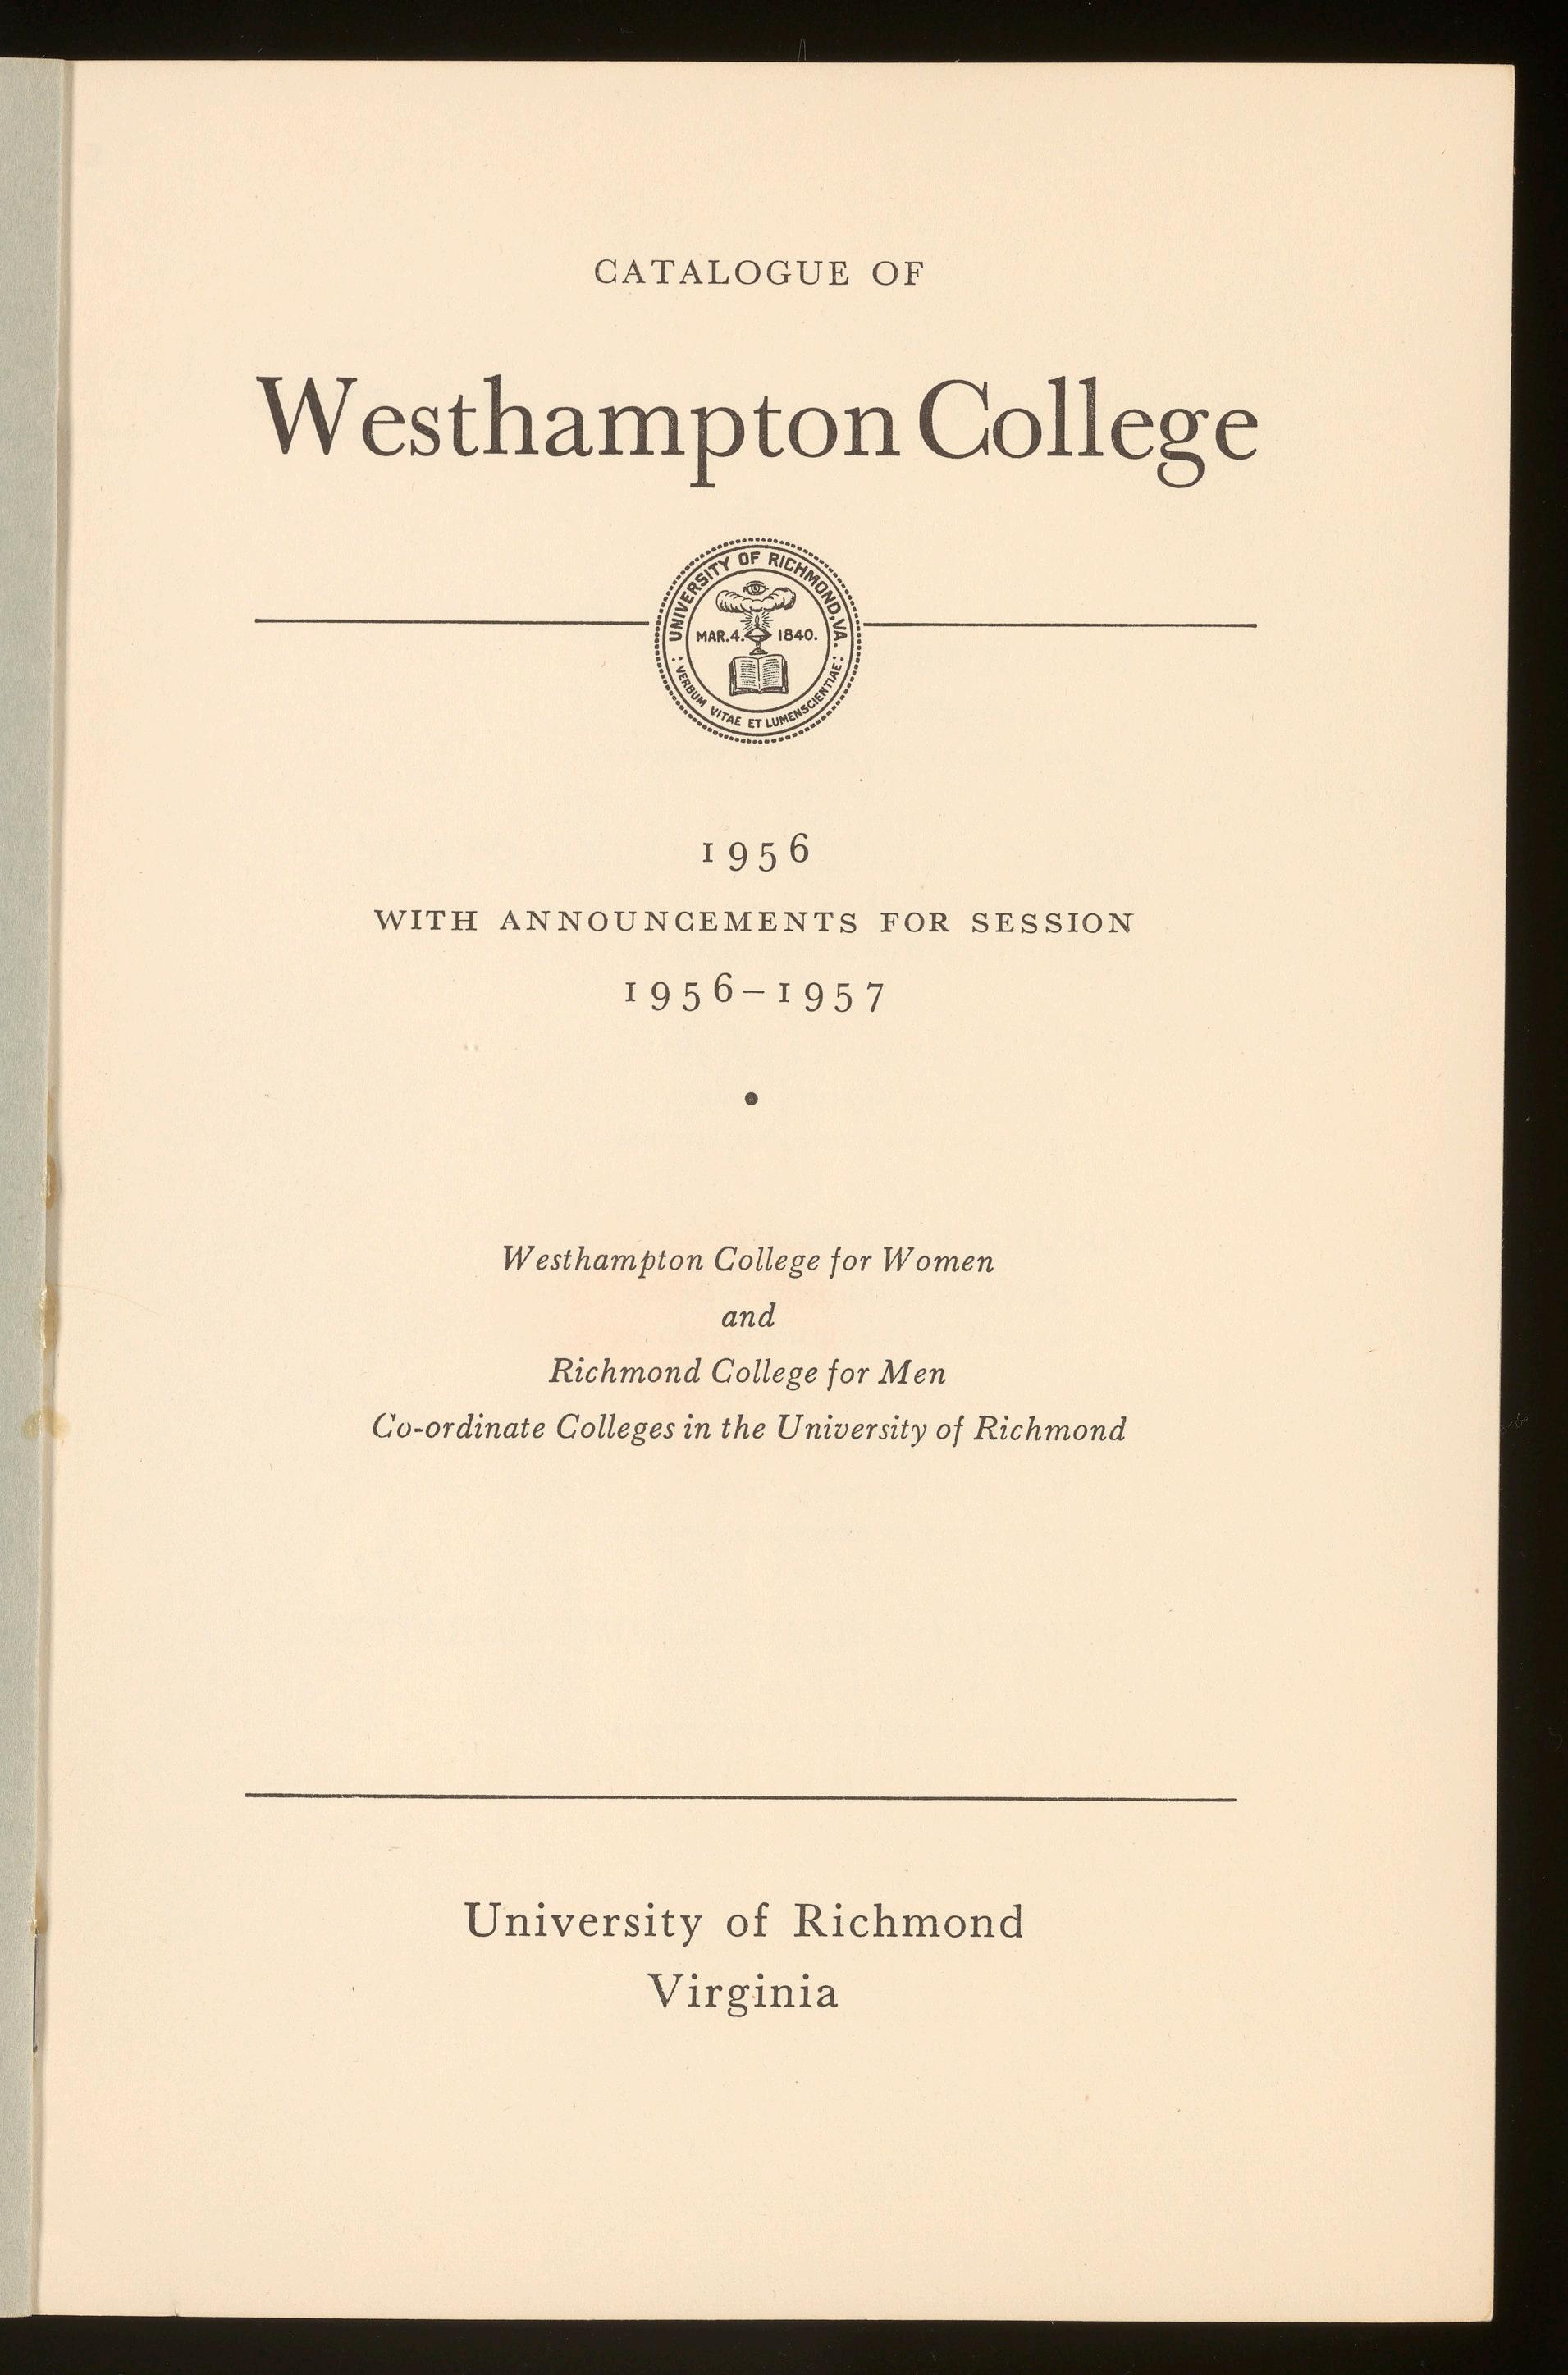 CATALOGUE OF
Westhampton College
UNIVERSITY OF RICHMOND, VA.
MAR. 4. 1840.
: VERBUM VITAE ET LUMEN SCIENTIAE :
1956
WITH ANNOUNCEMENTS FOR SESSION
1956–1957
•
Westhampton College for Women
and
Richmond College for Men
Co-ordinate Colleges in the University of Richmond
University of Richmond
Virginia